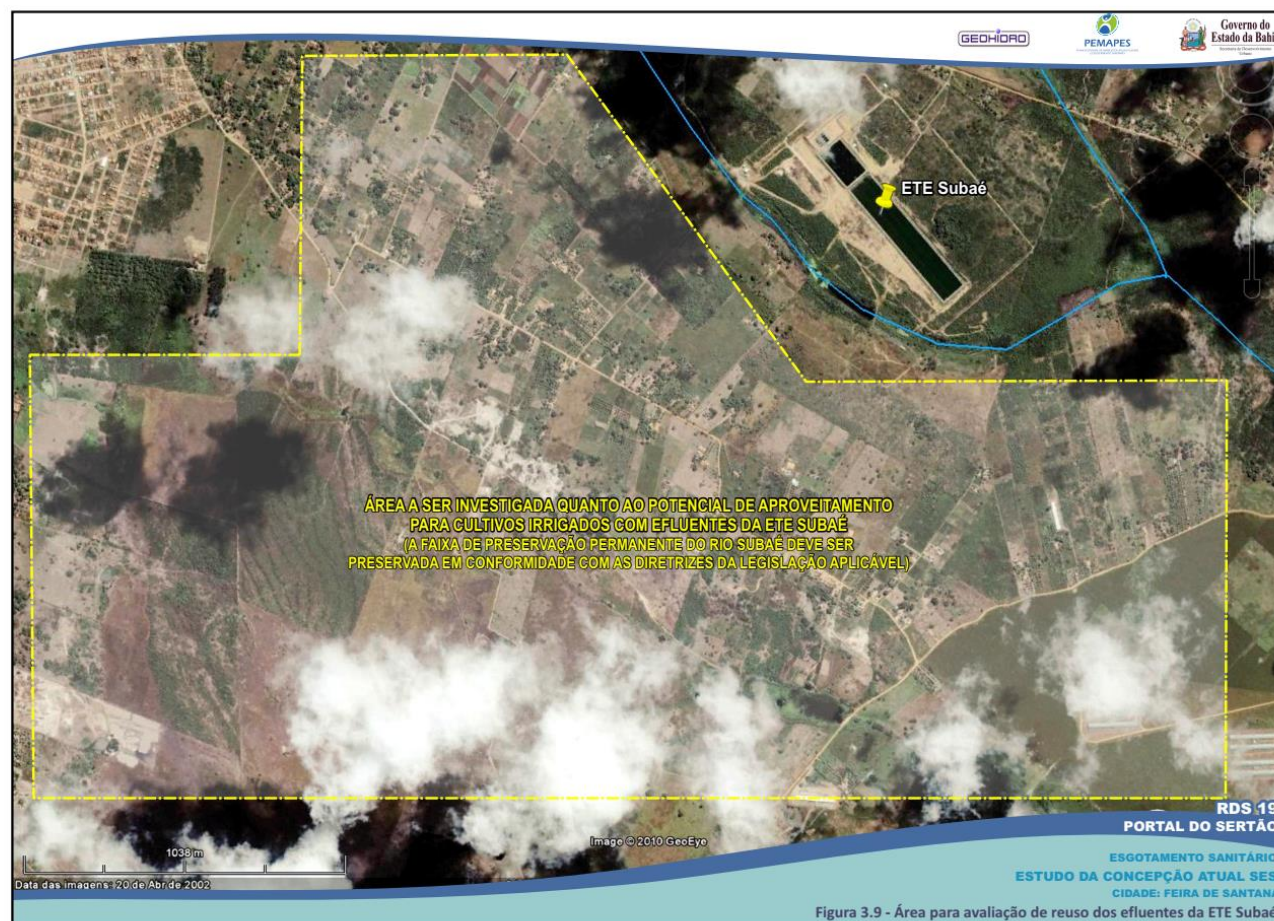 GEOHIDRO
PEMAPES
Governo do
Estado da Bahi
ETE Subaé
ÁREA A SER INVESTIGADA QUANTO AO POTENCIAL DE APROVEITAMENTO
PARA CULTIVOS IRRIGADOS COM EFLUENTES DA ETE SUBAÉ
(A FAIXA DE PRESERVAÇÃO PERMANENTE DO RIO SUBAÉ DEVE SER
PRESERVADA EM CONFORMIDADE COM AS DIRETRIZES DA LEGISLAÇÃO APLICÁVEL)
Image © 2010 GeoEye
1038 m
Data das imagens: 20 de Abr de 2002
RDS 19
PORTAL DO SERTÃO
ESGOTAMENTO SANITÁRIO
ESTUDO DA CONCEPÇÃO ATUAL SES
CIDADE: FEIRA DE SANTANA
Figura 3.9 - Área para avaliação de reuso dos efluentes da ETE Subaé